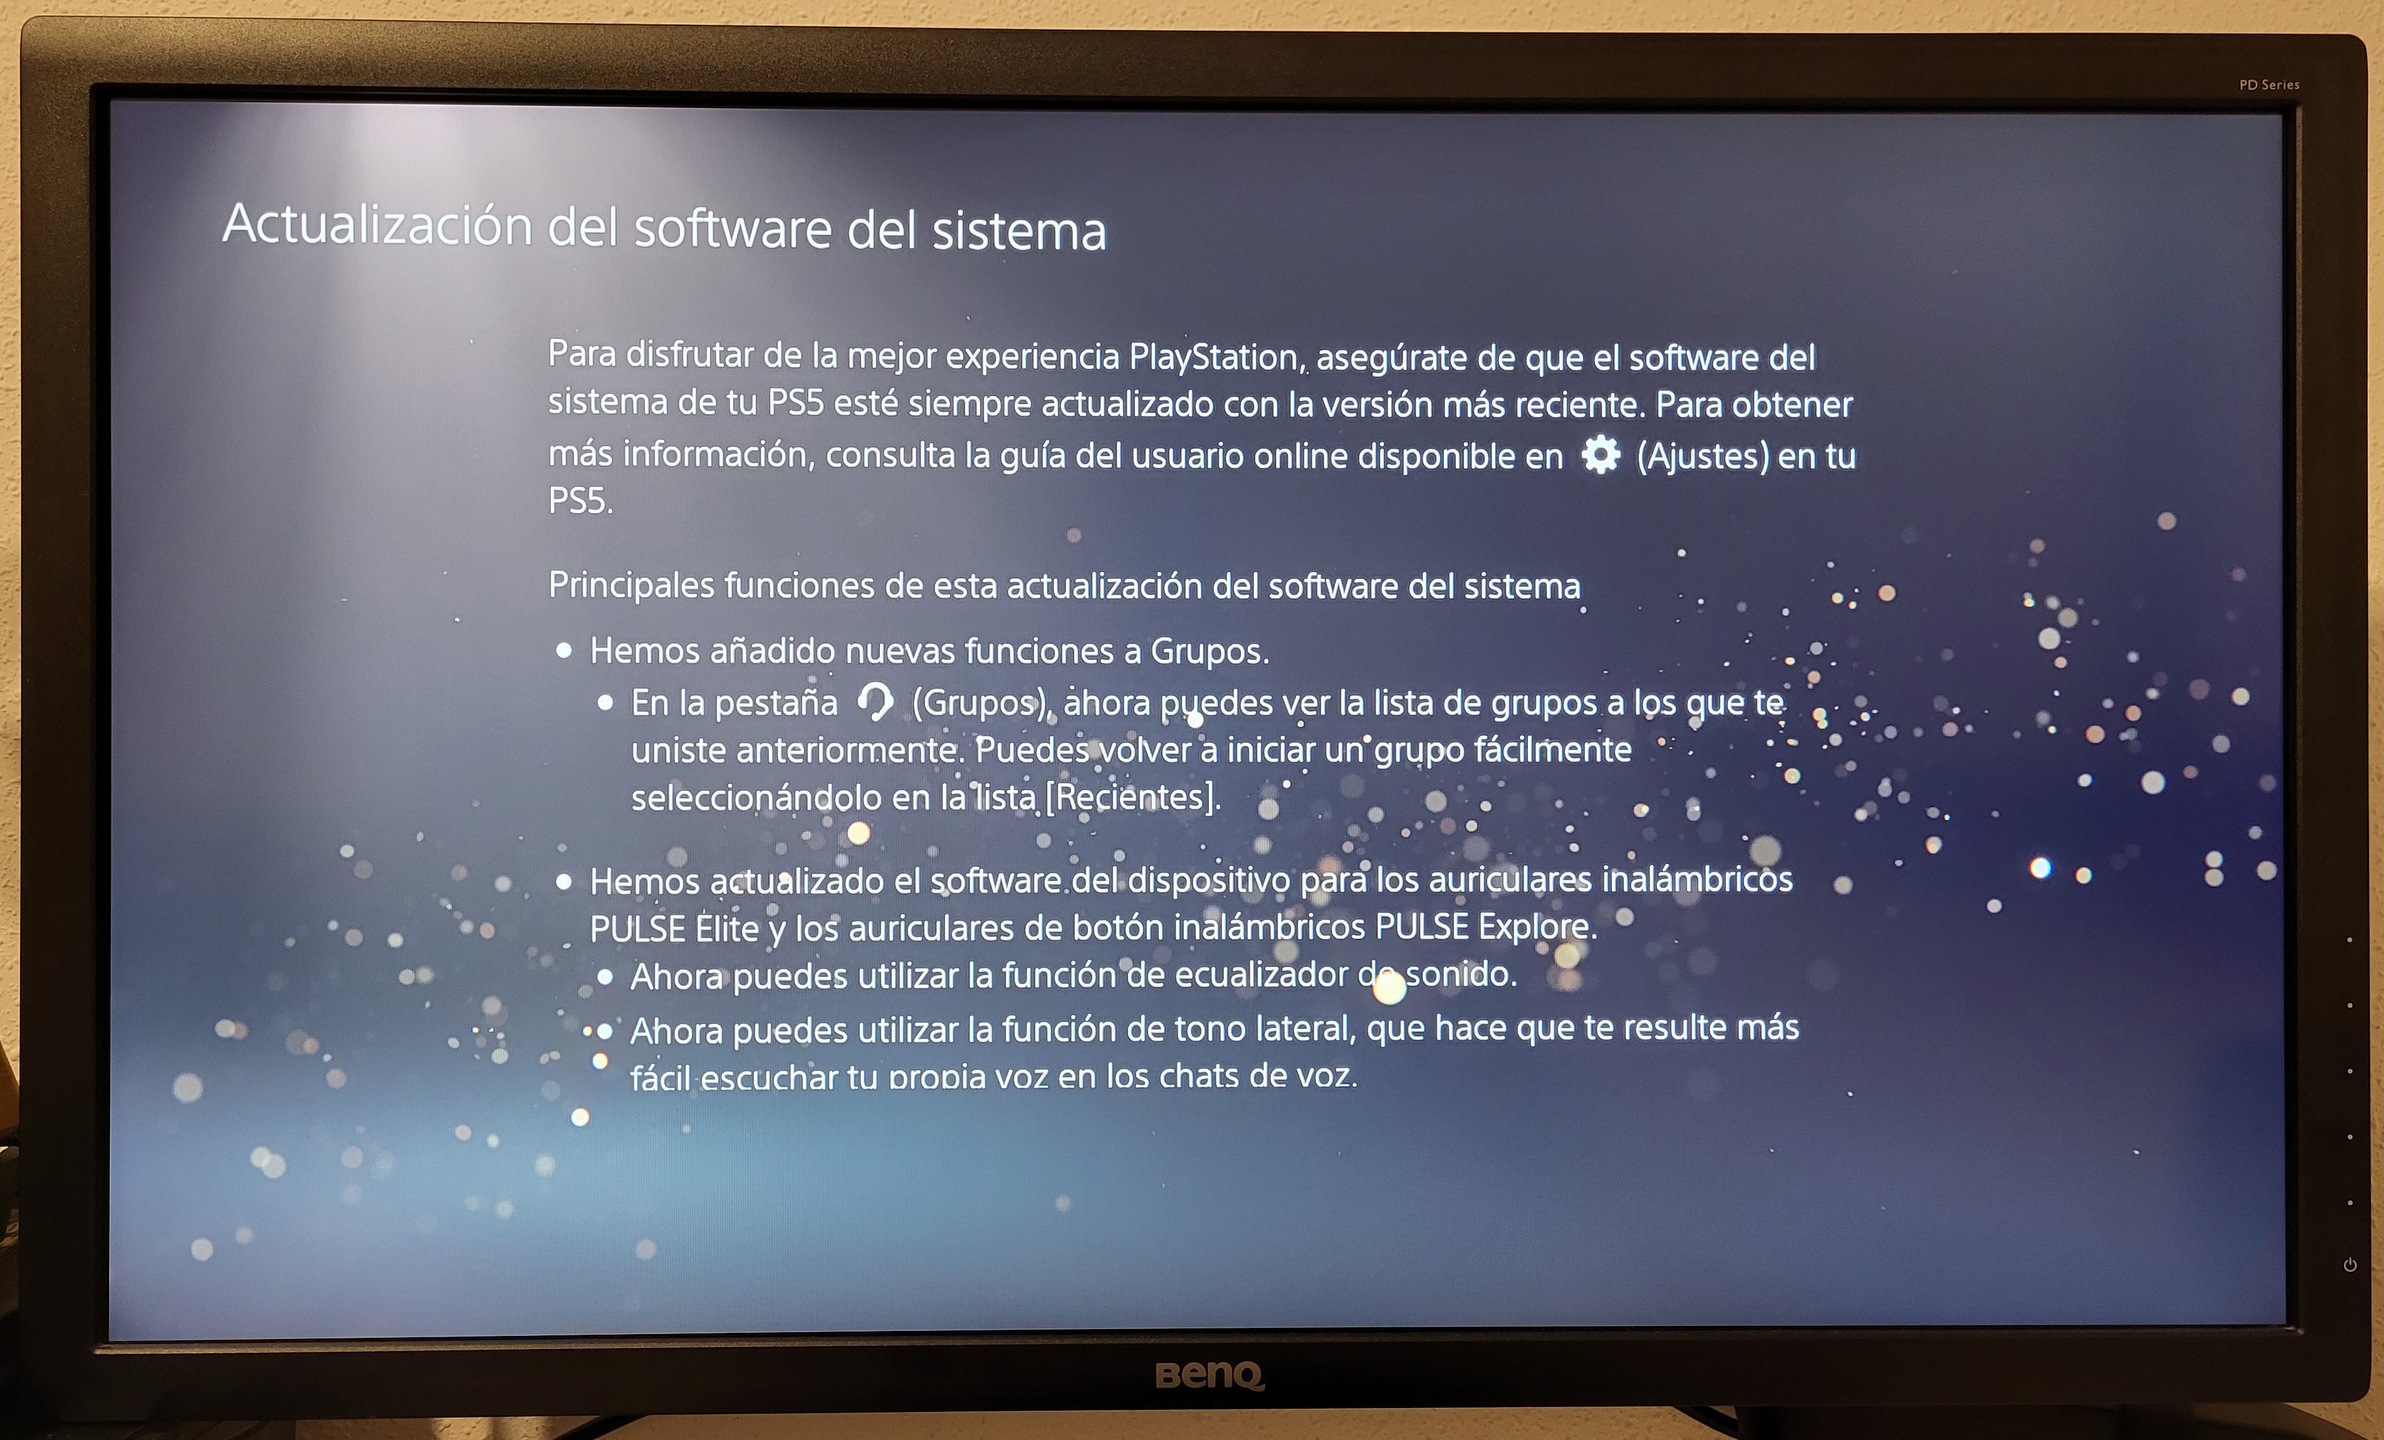 PD Series
Actualización del software del sistema
Para disfrutar de la mejor experiencia PlayStation, asegúrate de que el software del
sistema de tu PS5 esté siempre actualizado con la versión más reciente. Para obtener
más información, consulta la guía del usuario online disponible en (Ajustes) en tu
PS5.
Principales funciones de esta actualización del software del sistema
● Hemos añadido nuevas funciones a Grupos.
● En la pestaña (Grupos), ahora puedes ver la lista de grupos a los que te
uniste anteriormente. Puedes volver a iniciar un grupo fácilmente
seleccionándolo en la lista [Recientes].
● Hemos actualizado el software del dispositivo para los auriculares inalámbricos
PULSE Elite y los auriculares de botón inalámbricos PULSE Explore.
● Ahora puedes utilizar la función de ecualizador de sonido.
● Ahora puedes utilizar la función de tono lateral, que hace que te resulte más
fácil escuchar tu propia voz en los chats de voz.
BenQ